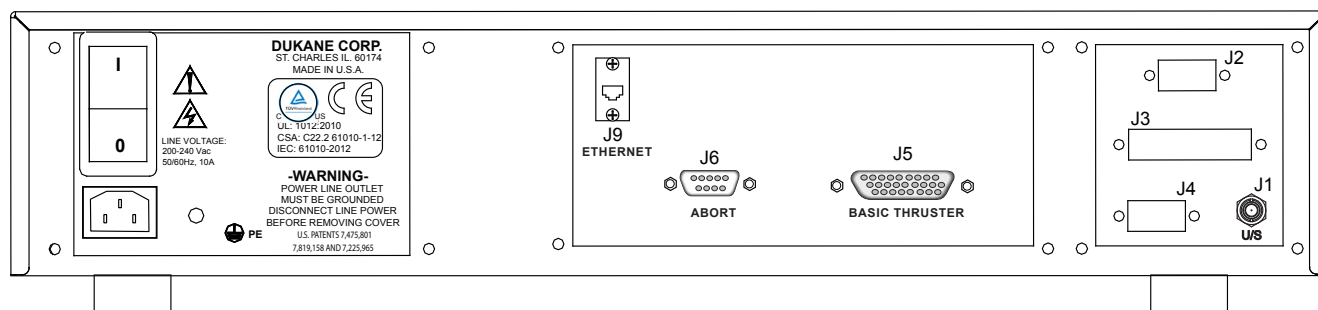 I
0
LINE VOLTAGE:
200-240 Vac
50/60Hz, 10A
PE
DUKANE CORP.
ST. CHARLES IL. 60174
MADE IN U.S.A.
TÜVRheinland
C US
CE
UL: 1012:2010
CSA: C22.2 61010-1-12
IEC: 61010-2012
-WARNING-
POWER LINE OUTLET
MUST BE GROUNDED
DISCONNECT LINE POWER
BEFORE REMOVING COVER
U.S. PATENTS 7,475,801
7,819,158 AND 7,225,965
J9
ETHERNET
J6
ABORT
J5
BASIC THRUSTER
J2
J3
J4
J1
U/S